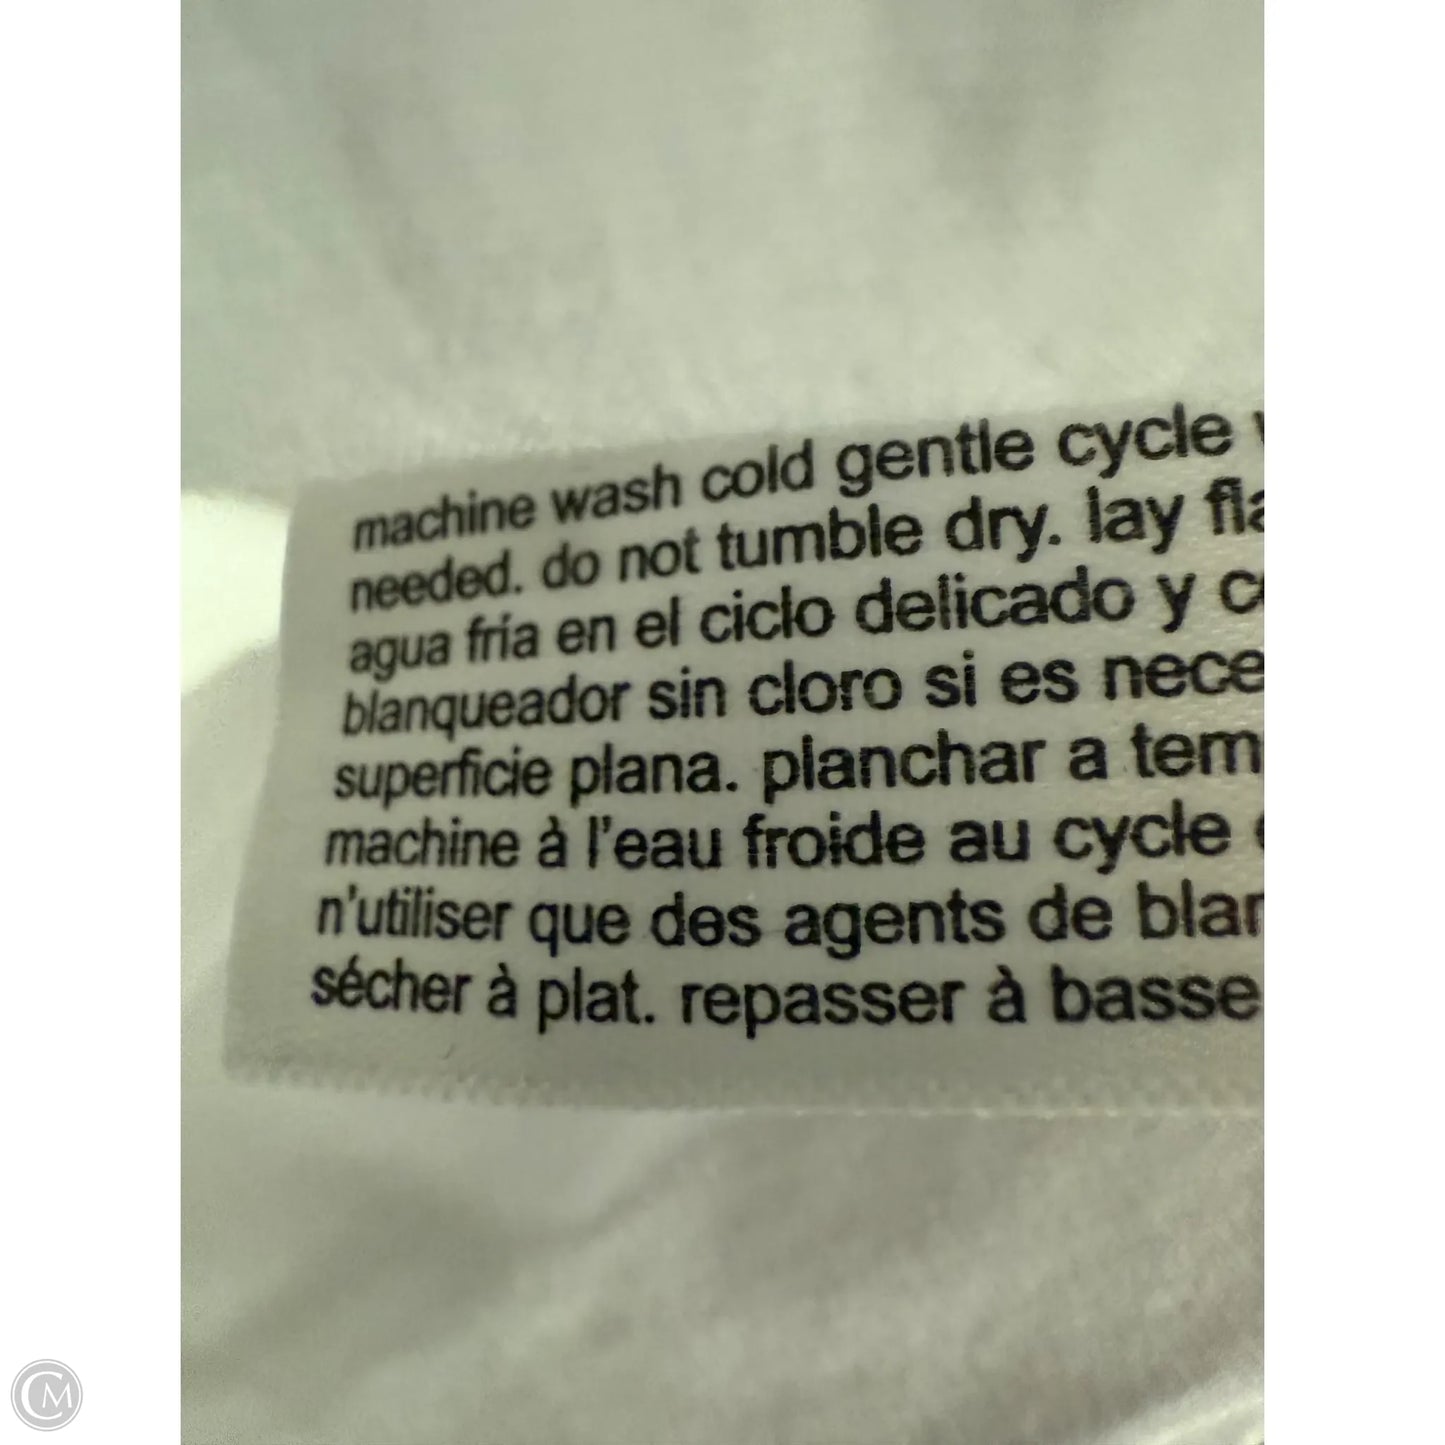 machine wash cold gentle cycle
needed. do not tumble dry. lay
agua fría en el ciclo delicado y
blanqueador sin cloro si es
superficie plana. planchar a
machine à l'eau froide au cycle
n'utiliser que des agents de
sécher à plat. repasser à basse
CM